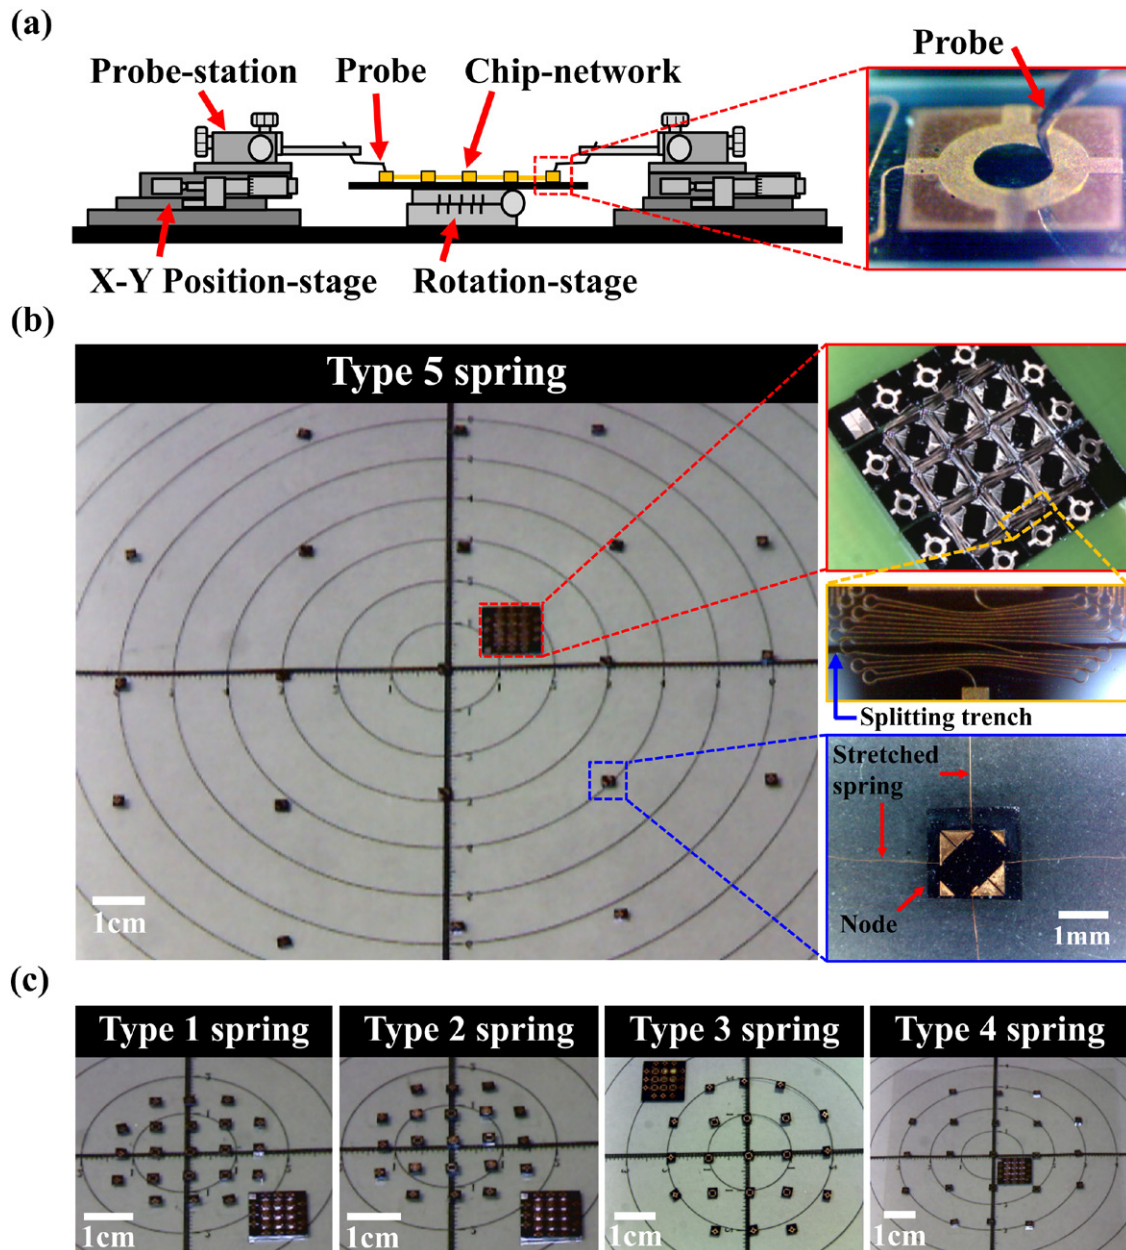 (a)
Probe-station
Probe
Chip-network
Probe
X-Y Position-stage
Rotation-stage
(b)
Type 5 spring
Splitting trench
Stretched
spring
Node
1cm
1mm
(c)
Type 1 spring
Type 2 spring
Type 3 spring
Type 4 spring
1cm
1cm
1cm
1cm